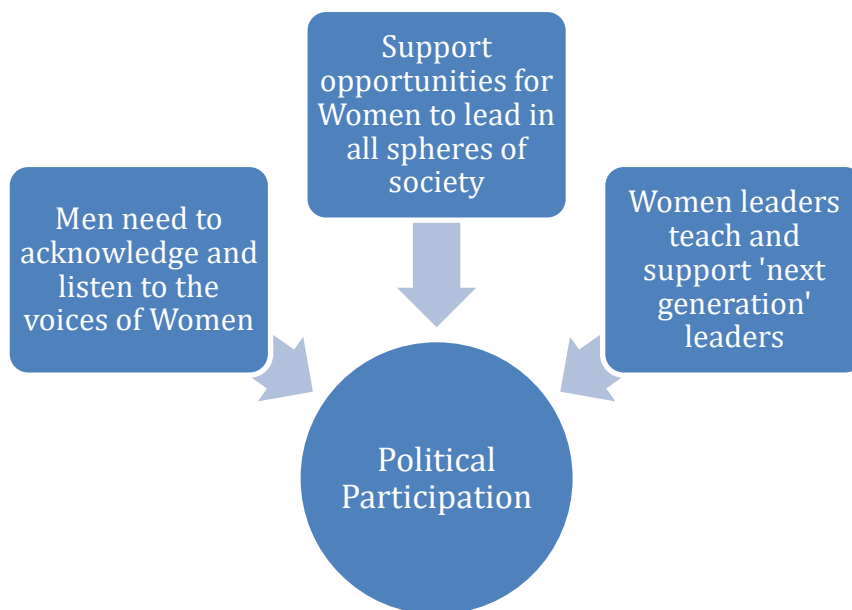 Support
opportunities for
Women to lead in
all spheres of
society
Men need to
acknowledge and
listen to the
voices of Women
Women leaders
teach and
support 'next
generation'
leaders
Political
Participation